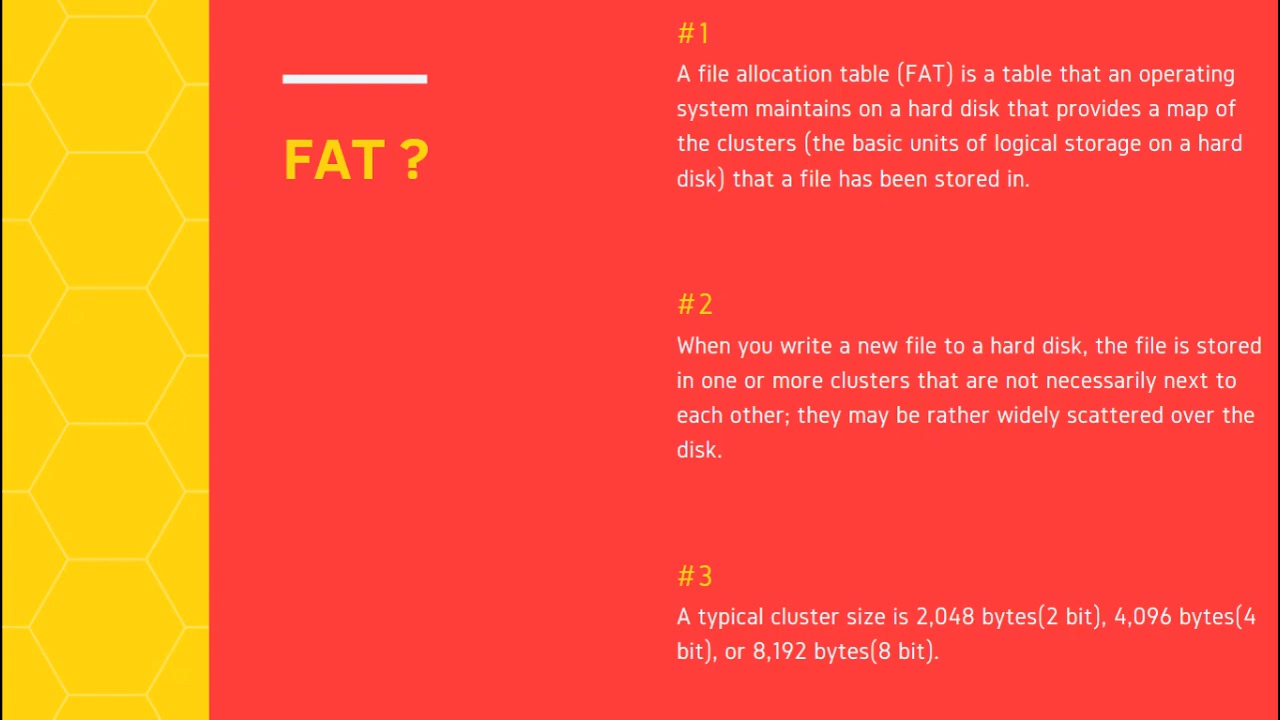 FAT ?
#1
A file allocation table (FAT) is a table that an operating
system maintains on a hard disk that provides a map of
the clusters (the basic units of logical storage on a hard
disk) that a file has been stored in.
#2
When you write a new file to a hard disk, the file is stored
in one or more clusters that are not necessarily next to
each other; they may be rather widely scattered over the
disk.
#3
A typical cluster size is 2,048 bytes(2 bit), 4,096 bytes(4
bit), or 8,192 bytes(8 bit).